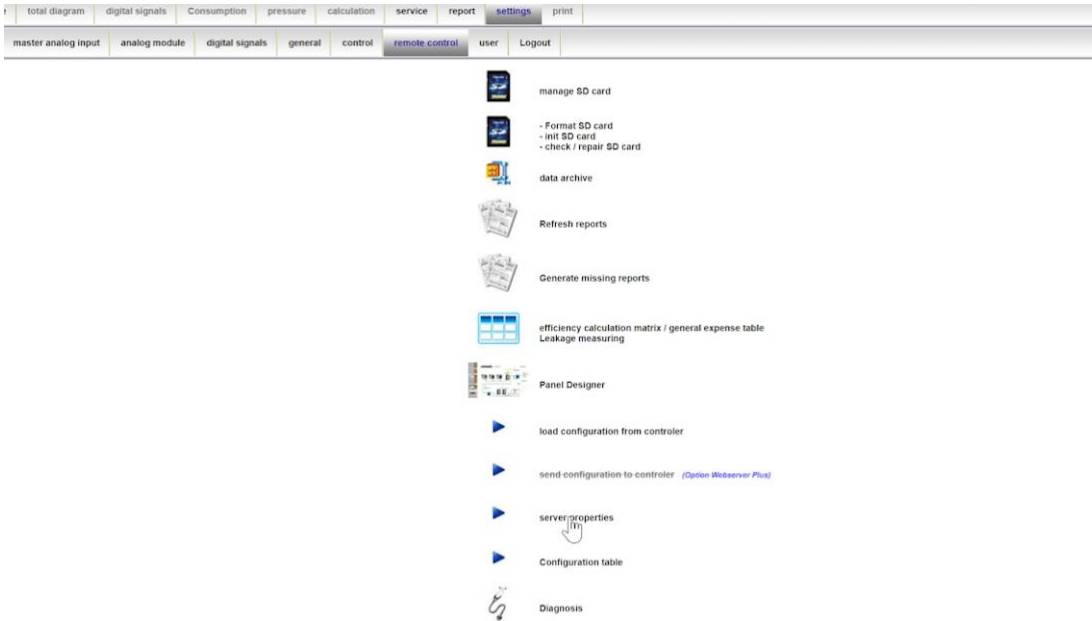 total diagram digital signals Consumption pressure calculation service report settings print
master analog input analog module digital signals general control remote control user Logout
manage SD card
- Format SD card
- init SD card
- check / repair SD card
data archive
Refresh reports
Generate missing reports
efficiency calculation matrix / general expense table
Leakage measuring
Panel Designer
load configuration from controler
send configuration to controler (Option Webserver Plus)
server properties
Configuration table
Diagnosis